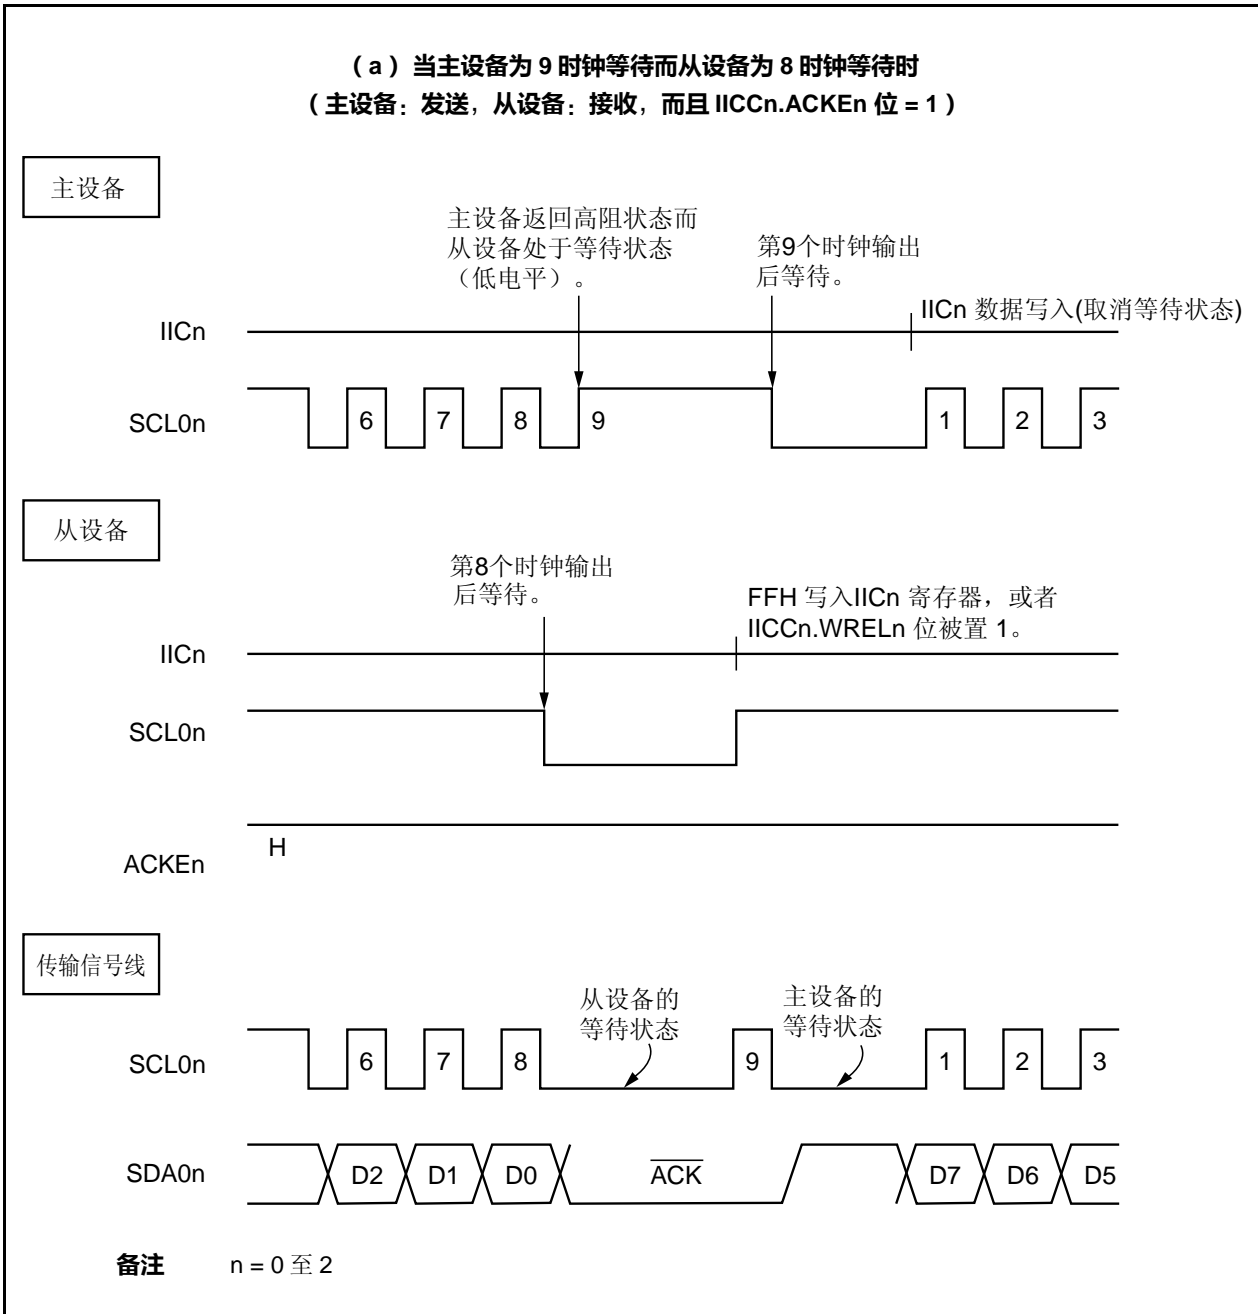 （a）当主设备为 9 时钟等待而从设备为 8 时钟等待时
（主设备：发送，从设备：接收，而且 IICCn.ACKEn 位 = 1）
主设备
主设备返回高阻状态而
从设备处于等待状态
（低电平）。
第9个时钟输出
后等待。
IICn 数据写入(取消等待状态)
IICn
SCL0n
6 7 8 9 1 2 3
从设备
第8个时钟输出
后等待。
FFH 写入IICn 寄存器，或者
IICCn.WRELn 位被置 1。
IICn
SCL0n
H
ACKEn
传输信号线
从设备的
等待状态
主设备的
等待状态
SCL0n
6 7 8 9 1 2 3
SDA0n
D2 D1 D0 ACK D7 D6 D5
备注 n = 0 至 2